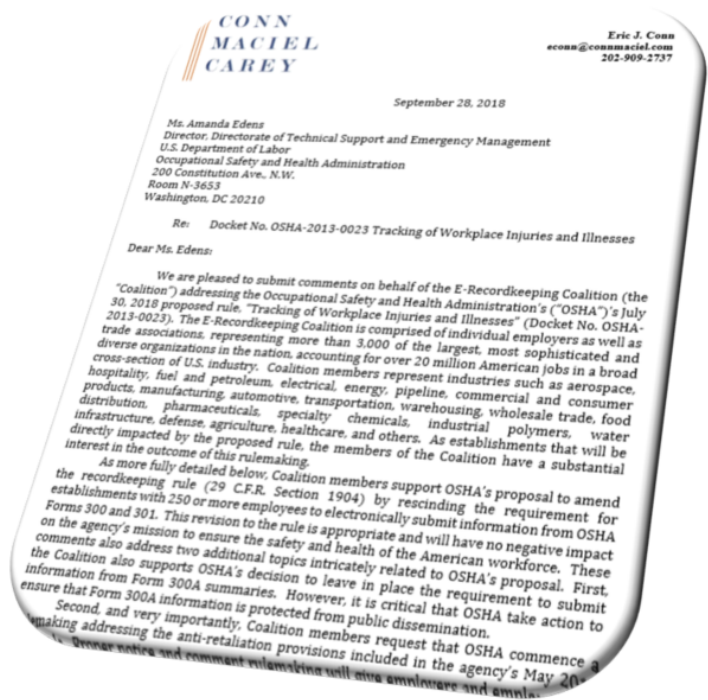 CONN
MACIEL
CAREY
Eric J. Conn
econn@connmaciel.com
202-909-2737
September 28, 2018
Ms. Amanda Edens
Director, Directorate of Technical Support and Emergency Management
U.S. Department of Labor
Occupational Safety and Health Administration
200 Constitution Ave., N.W.
Room N-3653
Washington, DC 20210
Re: Docket No. OSHA-2013-0023 Tracking of Workplace Injuries and Illnesses
Dear Ms. Edens:
We are pleased to submit comments on behalf of the E-Recordkeeping Coalition (the
"Coalition") addressing the Occupational Safety and Health Administration's ("OSHA")'s July
30, 2018 proposed rule, "Tracking of Workplace Injuries and Illnesses" (Docket No. OSHA-
2013-0023). The E-Recordkeeping Coalition is comprised of individual employers as well as
trade associations, representing more than 3,000 of the largest, most sophisticated and
diverse organizations in the nation, accounting for over 20 million American jobs in a broad
cross-section of U.S. industry. Coalition members represent industries such as aerospace,
hospitality, fuel and petroleum, electrical, energy, pipeline, commercial and consumer
products, manufacturing, automotive, transportation, warehousing, wholesale trade, food
distribution, pharmaceuticals, specialty chemicals, industrial polymers, water
infrastructure, defense, agriculture, healthcare, and others. As establishments that will be
directly impacted by the proposed rule, the members of the Coalition have a substantial
interest in the outcome of this rulemaking.
As more fully detailed below, Coalition members support OSHA's proposal to amend
the recordkeeping rule (29 C.F.R. Section 1904) by rescinding the requirement for
establishments with 250 or more employees to electronically submit information from OSHA
Forms 300 and 301. This revision to the rule is appropriate and will have no negative impact
on the agency's mission to ensure the safety and health of the American workforce. These
comments also address two additional topics intricately related to OSHA's proposal. First,
the Coalition also supports OSHA's decision to leave in place the requirement to submit
information from Form 300A summaries. However, it is critical that OSHA take action to
ensure that Form 300A information is protected from public dissemination.
Second, and very importantly, Coalition members request that OSHA commence a
making addressing the anti-retaliation provisions included in the agency's May
Proper notice and comment rulemaking will give employers and